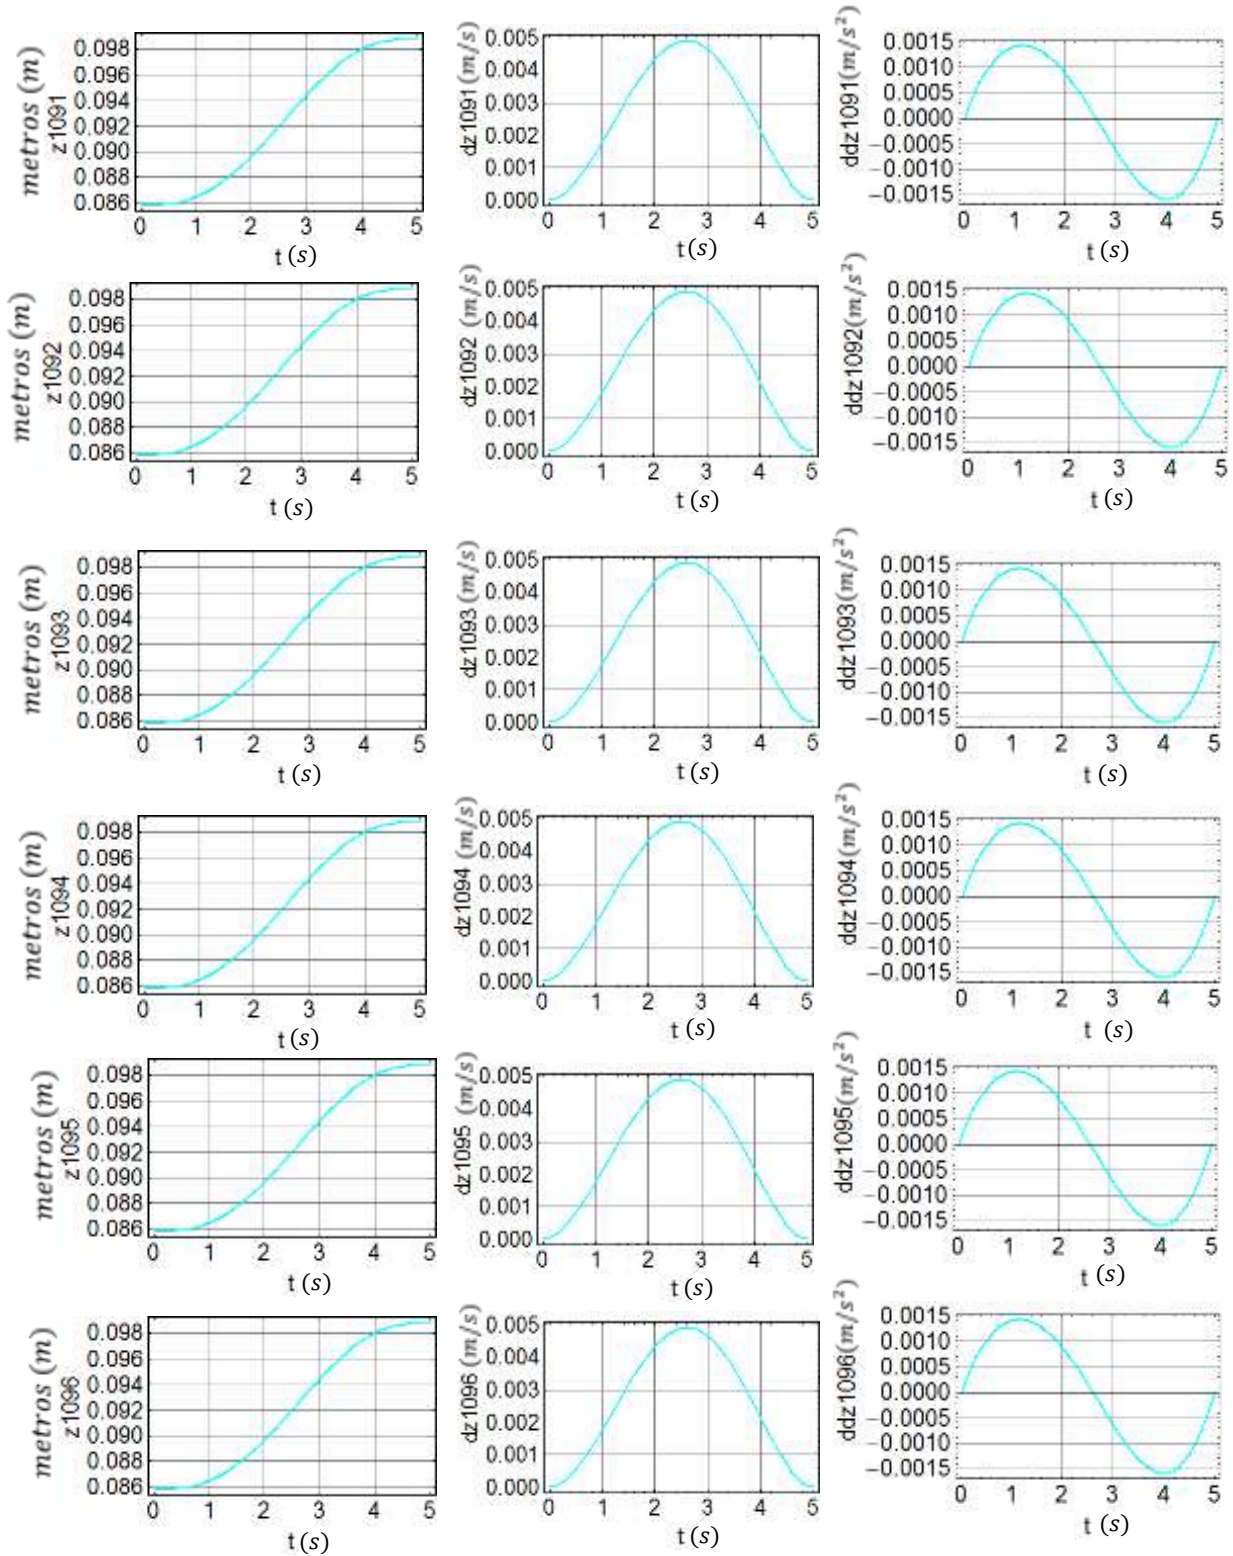 metros (m)
z1091
0.098
0.096
0.094
0.092
0.090
0.088
0.086
0 1 2 3 4 5
t (s)
dz1091 (m/s)
0.005
0.004
0.003
0.002
0.001
0.000
0 1 2 3 4 5
t (s)
ddz1091(m/s²)
0.0015
0.0010
0.0005
0.0000
−0.0005
−0.0010
−0.0015
0 1 2 3 4 5
t (s)
metros (m)
z1092
0.098
0.096
0.094
0.092
0.090
0.088
0.086
0 1 2 3 4 5
t (s)
dz1092 (m/s)
0.005
0.004
0.003
0.002
0.001
0.000
0 1 2 3 4 5
t (s)
ddz1092(m/s²)
0.0015
0.0010
0.0005
0.0000
−0.0005
−0.0010
−0.0015
0 1 2 3 4 5
t (s)
metros (m)
z1093
0.098
0.096
0.094
0.092
0.090
0.088
0.086
0 1 2 3 4 5
t (s)
dz1093 (m/s)
0.005
0.004
0.003
0.002
0.001
0.000
0 1 2 3 4 5
t (s)
ddz1093(m/s²)
0.0015
0.0010
0.0005
0.0000
−0.0005
−0.0010
−0.0015
0 1 2 3 4 5
t (s)
metros (m)
z1094
0.098
0.096
0.094
0.092
0.090
0.088
0.086
0 1 2 3 4 5
t (s)
dz1094 (m/s)
0.005
0.004
0.003
0.002
0.001
0.000
0 1 2 3 4 5
t (s)
ddz1094(m/s²)
0.0015
0.0010
0.0005
0.0000
−0.0005
−0.0010
−0.0015
0 1 2 3 4 5
t (s)
metros (m)
z1095
0.098
0.096
0.094
0.092
0.090
0.088
0.086
0 1 2 3 4 5
t (s)
dz1095 (m/s)
0.005
0.004
0.003
0.002
0.001
0.000
0 1 2 3 4 5
t (s)
ddz1095(m/s²)
0.0015
0.0010
0.0005
0.0000
−0.0005
−0.0010
−0.0015
0 1 2 3 4 5
t (s)
metros (m)
z1096
0.098
0.096
0.094
0.092
0.090
0.088
0.086
0 1 2 3 4 5
t (s)
dz1096 (m/s)
0.005
0.004
0.003
0.002
0.001
0.000
0 1 2 3 4 5
t (s)
ddz1096(m/s²)
0.0015
0.0010
0.0005
0.0000
−0.0005
−0.0010
−0.0015
0 1 2 3 4 5
t (s)